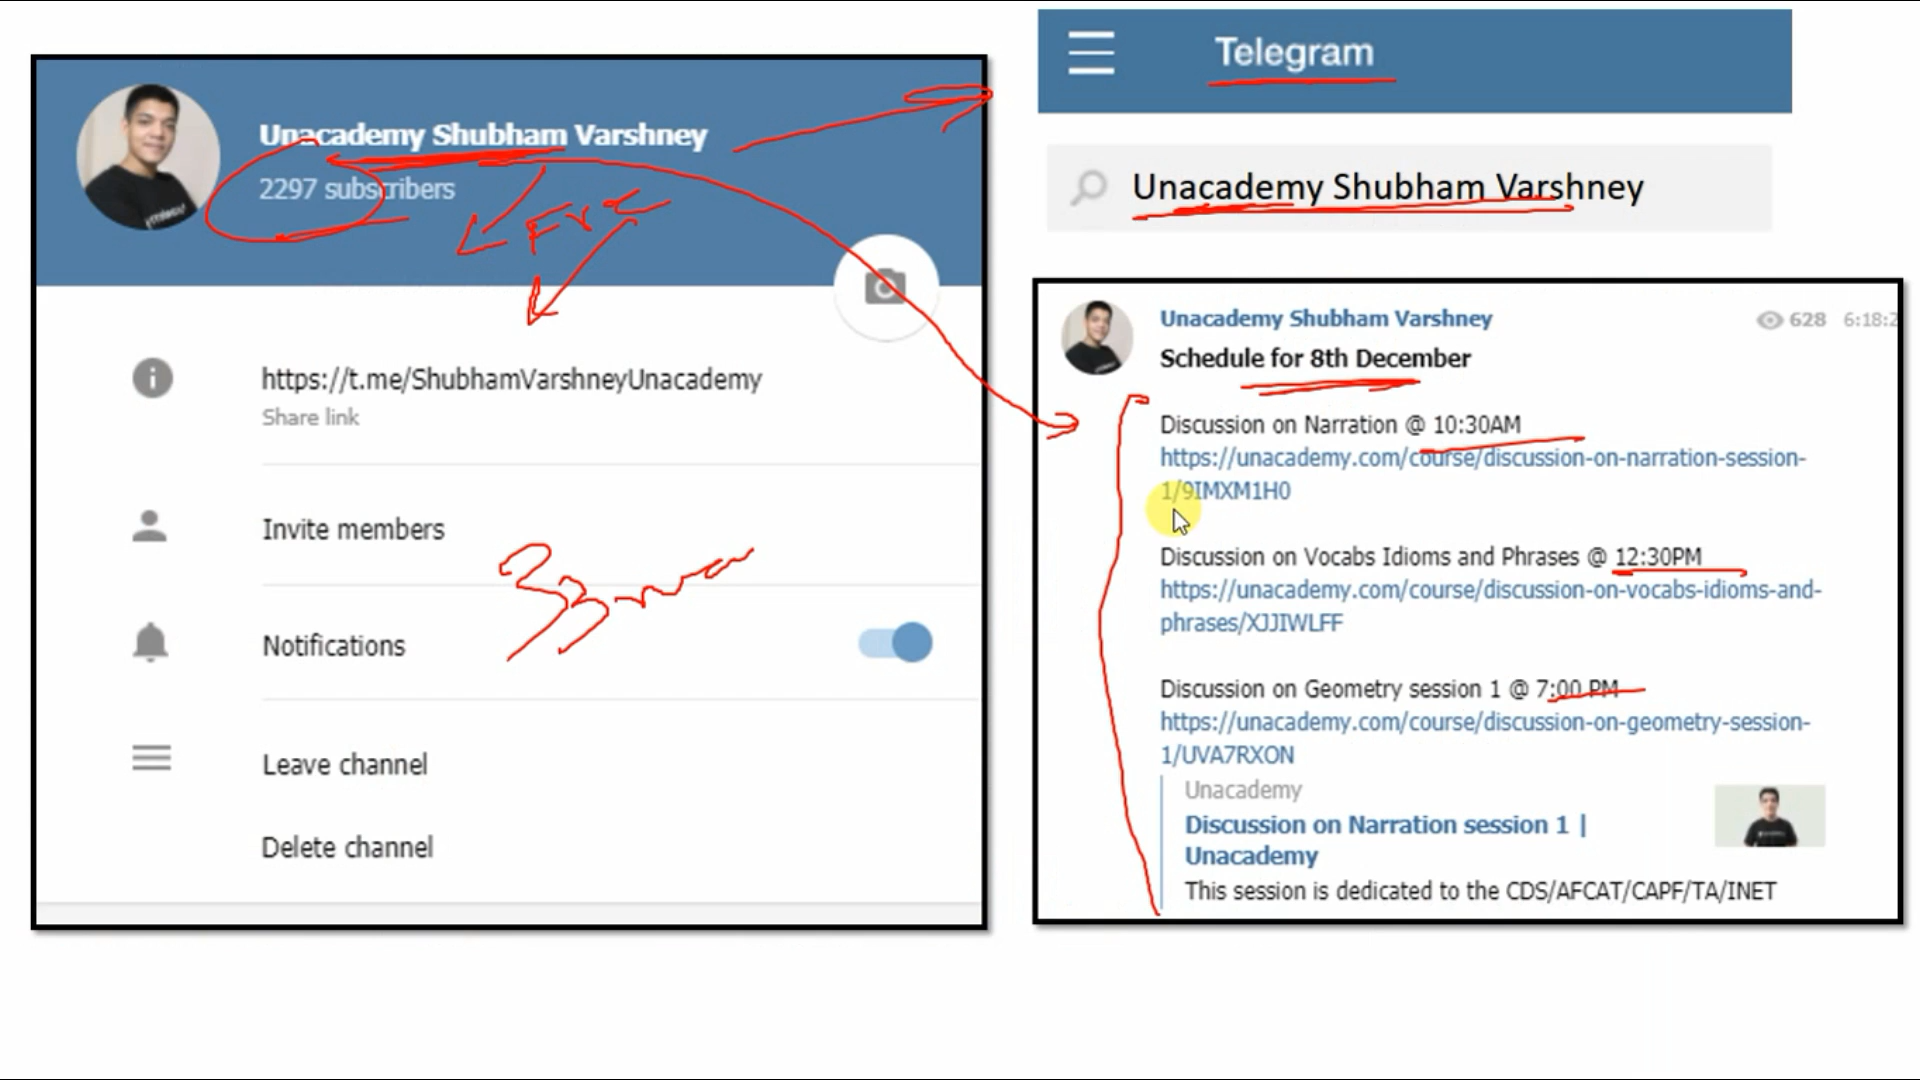 Unacademy Shubham Varshney
2297 subscribers
Free
https://t.me/ShubhamVarshneyUnacademy
Share link
Invite members
Notifications
Leave channel
Delete channel
Telegram
Unacademy Shubham Varshney
Unacademy Shubham Varshney
628 6:18:2
Schedule for 8th December
Discussion on Narration @ 10:30AM
https://unacademy.com/course/discussion-on-narration-session-
1/9IMXM1H0
Discussion on Vocabs Idioms and Phrases @ 12:30PM
https://unacademy.com/course/discussion-on-vocabs-idioms-and-
phrases/XJJIWLFF
Discussion on Geometry session 1 @ 7:00 PM
https://unacademy.com/course/discussion-on-geometry-session-
1/UVA7RXON
Unacademy
Discussion on Narration session 1 |
Unacademy
This session is dedicated to the CDS/AFCAT/CAPF/TA/INET